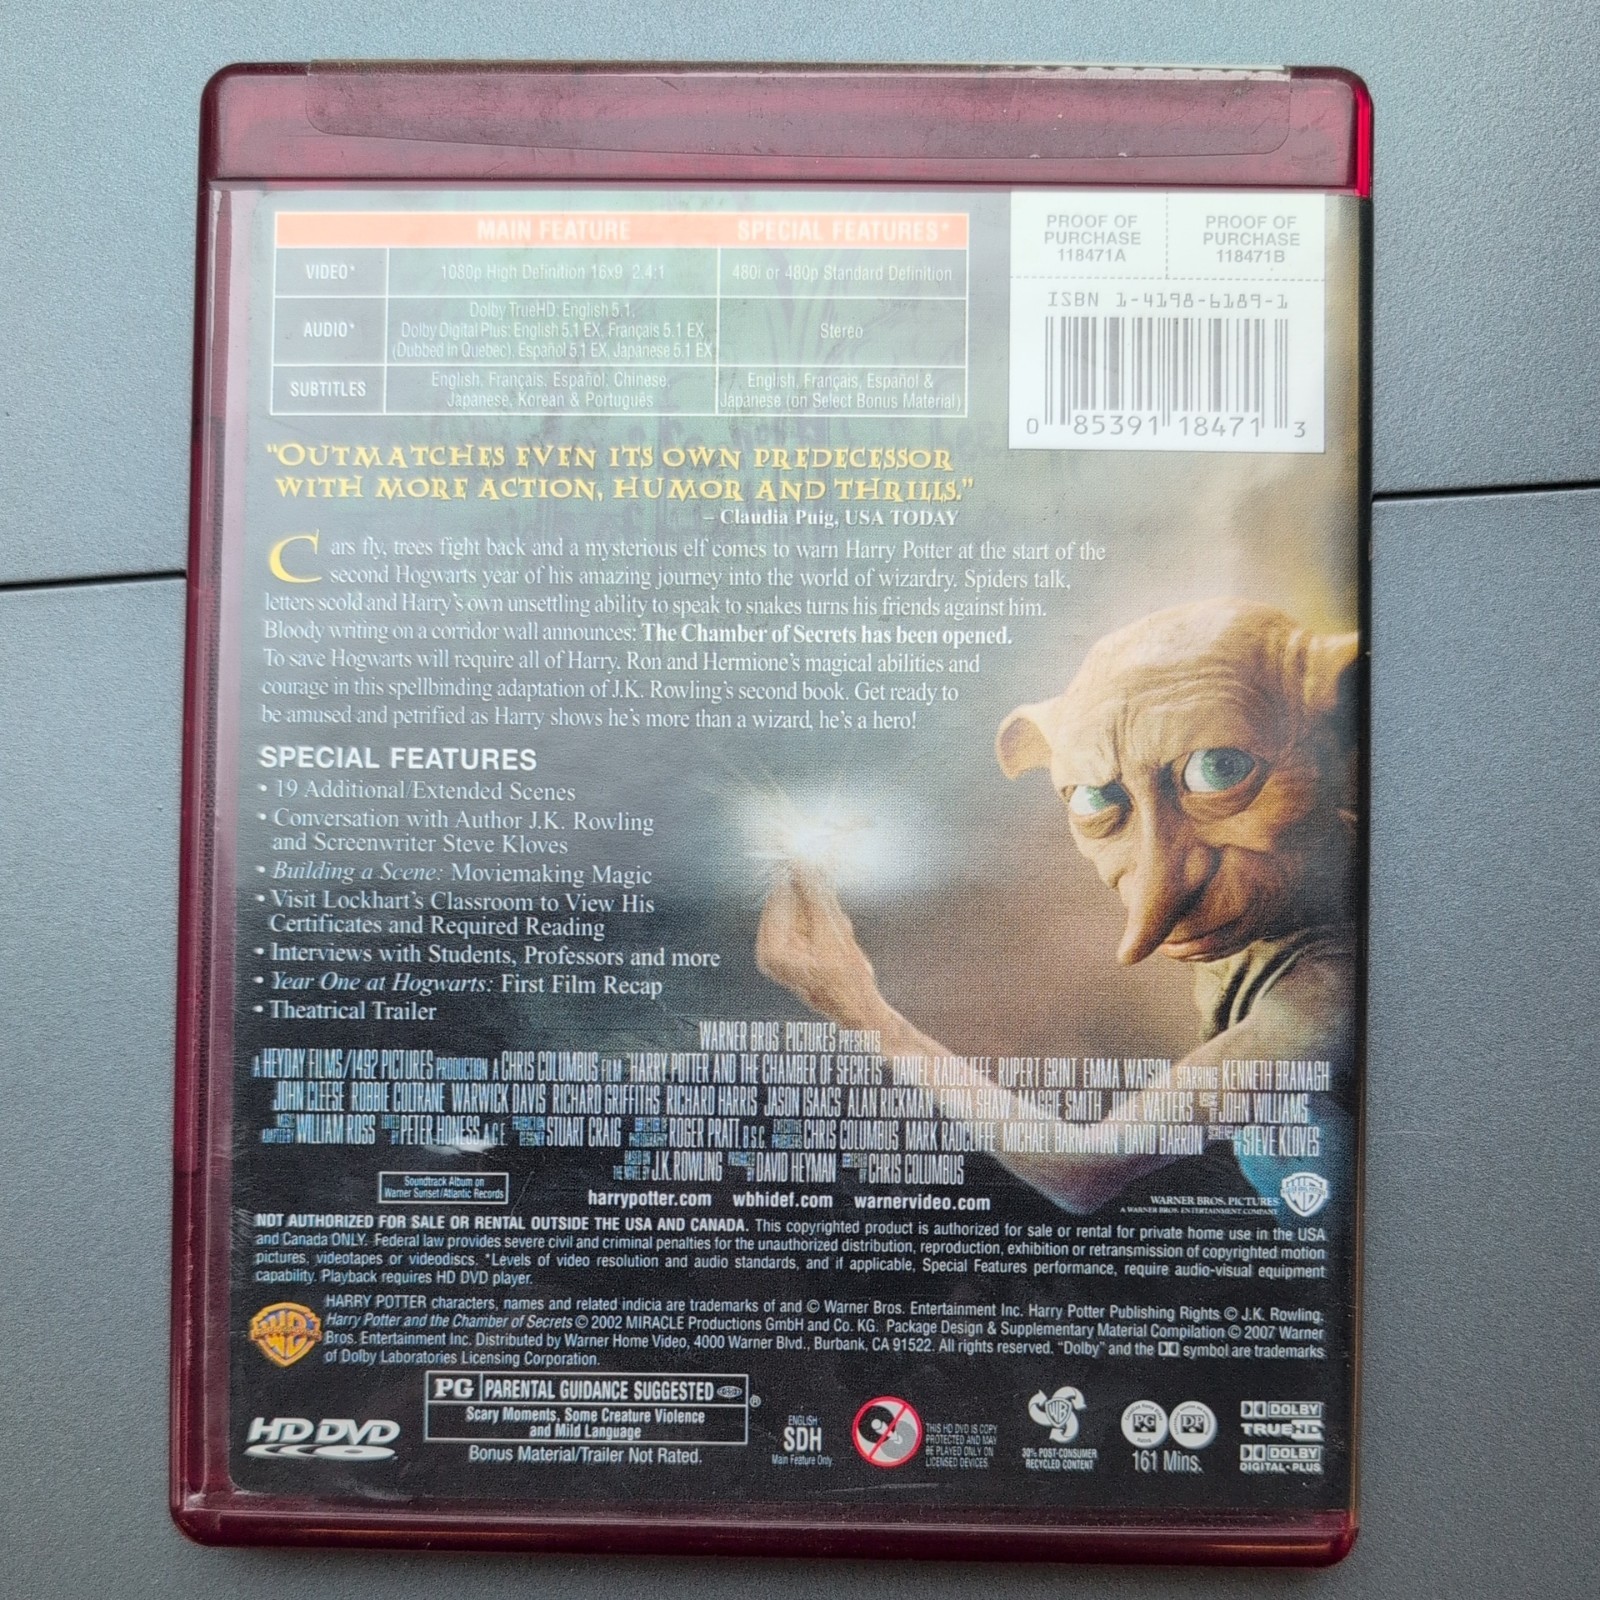 MAIN FEATURE SPECIAL FEATURES*
VIDEO* 1080p High Definition 16x9 2.4:1 480i or 480p Standard Definition
AUDIO* Dolby TrueHD: English 5.1, Dolby Digital Plus: English 5.1 EX, Français 5.1 EX (Dubbed in Quebec), Español 5.1 EX, Japanese 5.1 EX Stereo
SUBTITLES English, Français, Español, Chinese, Japanese, Korean & Português English, Français, Español & Japanese (on Select Bonus Material)
PROOF OF PURCHASE 118471A
PROOF OF PURCHASE 118471B
ISBN 1-4198-6189-1
0 85391 18471 3
"OUTMATCHES EVEN ITS OWN PREDECESSOR
WITH MORE ACTION, HUMOR AND THRILLS."
– Claudia Puig, USA TODAY
Cars fly, trees fight back and a mysterious elf comes to warn Harry Potter at the start of the
second Hogwarts year of his amazing journey into the world of wizardry. Spiders talk,
letters scold and Harry's own unsettling ability to speak to snakes turns his friends against him.
Bloody writing on a corridor wall announces: The Chamber of Secrets has been opened.
To save Hogwarts will require all of Harry, Ron and Hermione's magical abilities and
courage in this spellbinding adaptation of J.K. Rowling's second book. Get ready to
be amused and petrified as Harry shows he's more than a wizard, he's a hero!
SPECIAL FEATURES
• 19 Additional/Extended Scenes
• Conversation with Author J.K. Rowling
and Screenwriter Steve Kloves
• Building a Scene: Moviemaking Magic
• Visit Lockhart's Classroom to View His
Certificates and Required Reading
• Interviews with Students, Professors and more
• Year One at Hogwarts: First Film Recap
• Theatrical Trailer
WARNER BROS. PICTURES PRESENTS
A HEYDAY FILMS/1492 PICTURES PRODUCTION A CHRIS COLUMBUS FILM "HARRY POTTER AND THE CHAMBER OF SECRETS" DANIEL RADCLIFFE RUPERT GRINT EMMA WATSON STARRING KENNETH BRANAGH
JOHN CLEESE ROBBIE COLTRANE WARWICK DAVIS RICHARD GRIFFITHS RICHARD HARRIS JASON ISAACS ALAN RICKMAN FIONA SHAW MAGGIE SMITH JULIE WALTERS JOHN WILLIAMS
WILLIAM ROSS PETER HONESS, A.C.E. STUART CRAIG ROGER PRATT, B.S.C. CHRIS COLUMBUS MARK RADCLIFFE MICHAEL BARNATHAN DAVID BARRON STEVE KLOVES
BASED ON THE NOVEL BY J.K. ROWLING PRODUCED BY DAVID HEYMAN DIRECTED BY CHRIS COLUMBUS
Soundtrack Album on
Warner Sunset/Atlantic Records
harrypotter.com wbhidef.com warnervideo.com
WARNER BROS. PICTURES
A WARNER BROS. ENTERTAINMENT COMPANY
NOT AUTHORIZED FOR SALE OR RENTAL OUTSIDE THE USA AND CANADA. This copyrighted product is authorized for sale or rental for private home use in the USA
and Canada ONLY. Federal law provides severe civil and criminal penalties for the unauthorized distribution, reproduction, exhibition or retransmission of copyrighted motion
pictures, videotapes or videodiscs. *Levels of video resolution and audio standards, and if applicable, Special Features performance, require audio-visual equipment
capability. Playback requires HD DVD player.
HARRY POTTER characters, names and related indicia are trademarks of and © Warner Bros. Entertainment Inc. Harry Potter Publishing Rights © J.K. Rowling.
Harry Potter and the Chamber of Secrets © 2002 MIRACLE Productions GmbH and Co. KG. Package Design & Supplementary Material Compilation © 2007 Warner
Bros. Entertainment Inc. Distributed by Warner Home Video, 4000 Warner Blvd., Burbank, CA 91522. All rights reserved. "Dolby" and the DD symbol are trademarks
of Dolby Laboratories Licensing Corporation.
PG PARENTAL GUIDANCE SUGGESTED ®
Scary Moments, Some Creature Violence
and Mild Language
Bonus Material/Trailer Not Rated.
HD DVD
ENGLISH
SDH
Main Feature Only
THIS HD DVD IS COPY
PROTECTED AND MAY
BE PLAYED ONLY ON
LICENSED DEVICES
WB
30% POST-CONSUMER
RECYCLED CONTENT
PG DP
161 Mins.
DOLBY
TRUEHD
DOLBY
DIGITAL PLUS